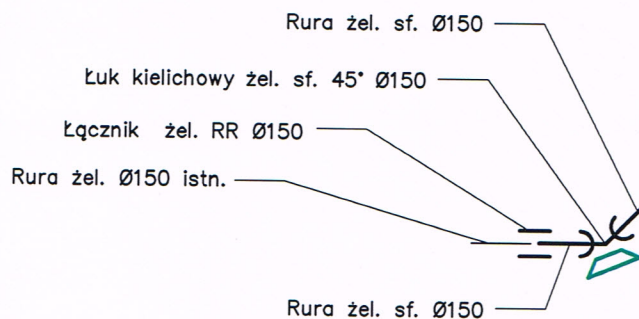 Rura żel. sf. Ø150
Łuk kielichowy żel. sf. 45° Ø150
Łącznik żel. RR Ø150
Rura żel. Ø150 istn.
Rura żel. sf. Ø150